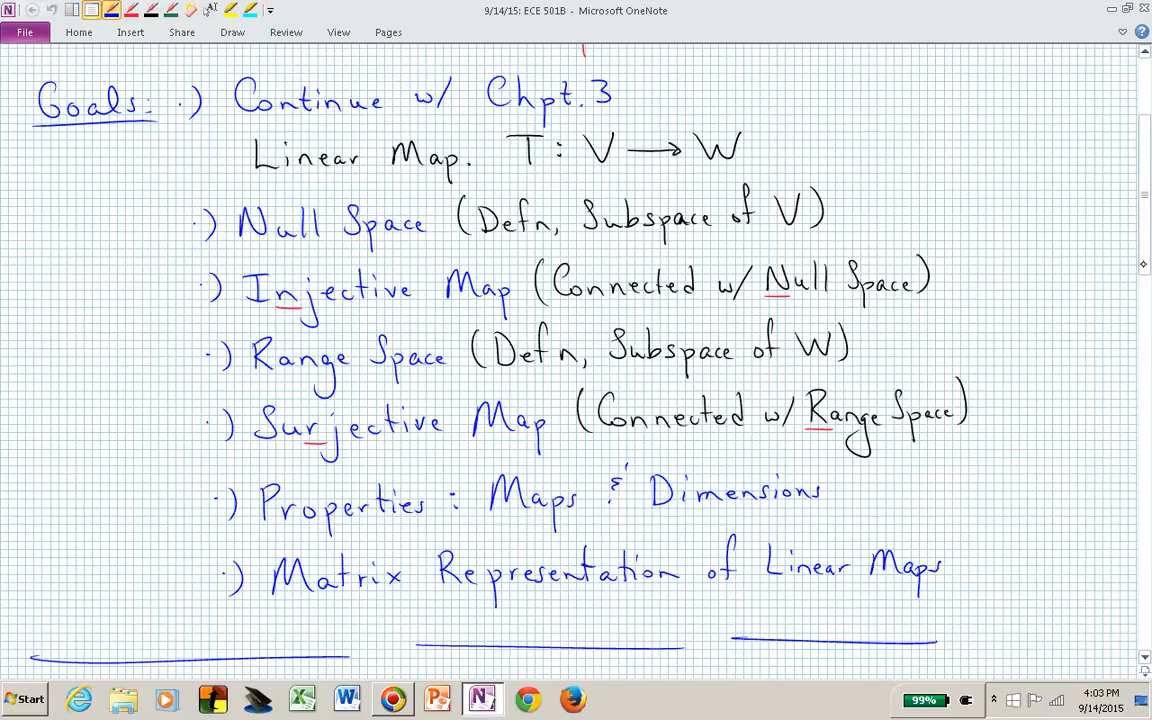 9/14/15: ECE 501B - Microsoft OneNote
File Home Insert Share Draw Review View Pages
Goals: ·) Continue w/ Chpt. 3
Linear Map. T: V → W
·) Null Space (Defn, Subspace of V)
·) Injective Map (Connected w/ Null Space)
·) Range Space (Defn, Subspace of W)
·) Surjective Map (Connected w/ Range Space)
·) Properties : Maps & Dimensions
·) Matrix Representation of Linear Maps
Start 99% 4:03 PM
9/14/2015